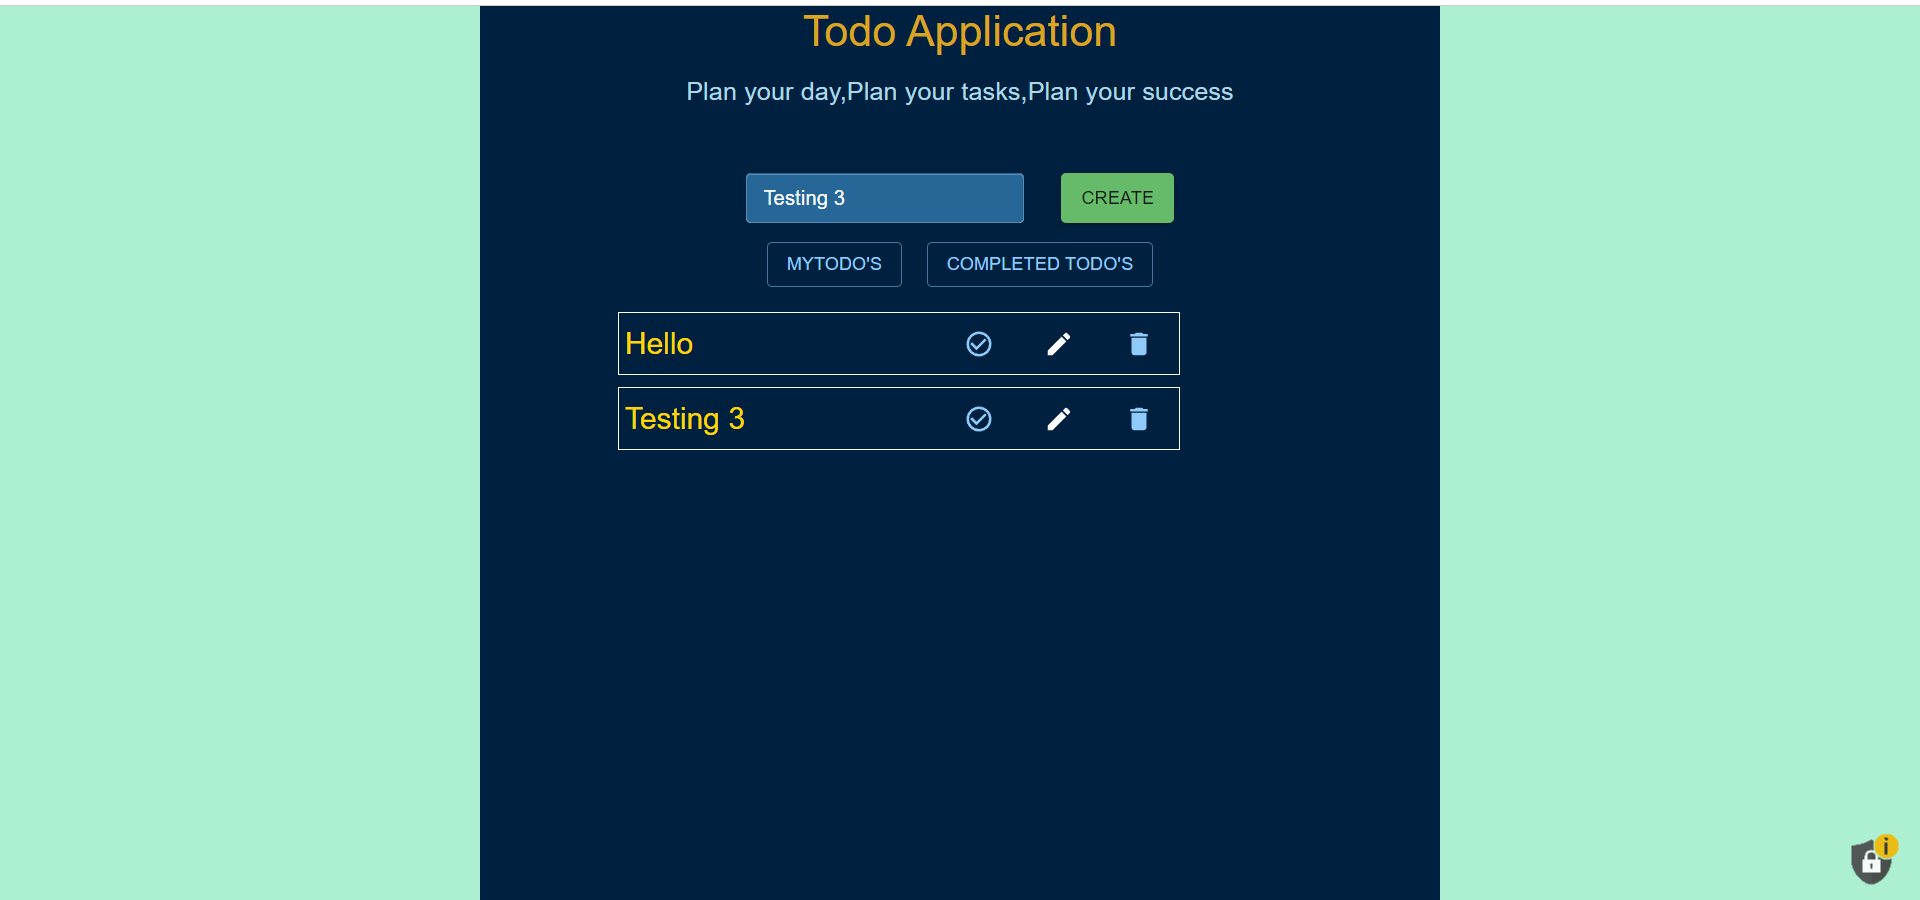 Todo Application
Plan your day,Plan your tasks,Plan your success
Testing 3 CREATE
MYTODO'S COMPLETED TODO'S
Hello
Testing 3
i